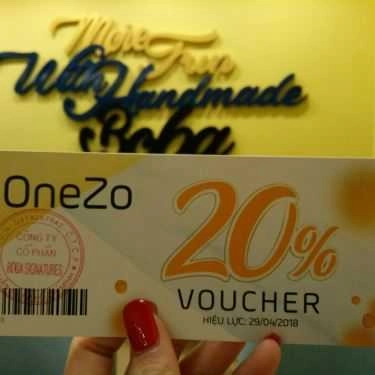 More
Fun
With Handmade
Boba
OneZo
20%
VOUCHER
HIỆU LỰC: 29/04/2018
CÔNG TY
CỔ PHẦN
BOBA SIGNATURES